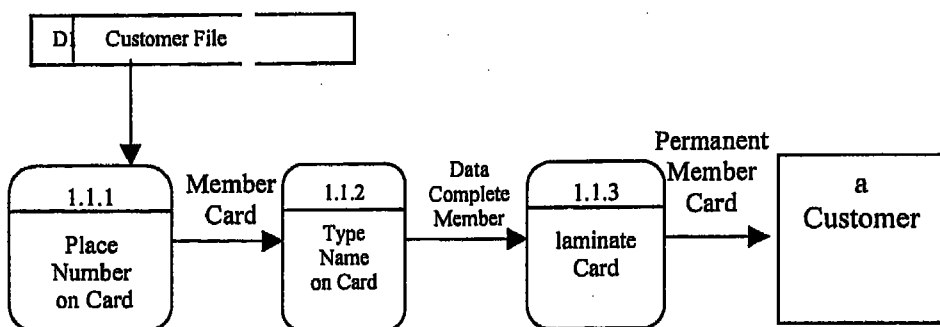 D Customer File
1.1.1
Place
Number
on Card
Member
Card
1.1.2
Type
Name
on Card
Data
Complete
Member
1.1.3
laminate
Card
Permanent
Member
Card
a
Customer